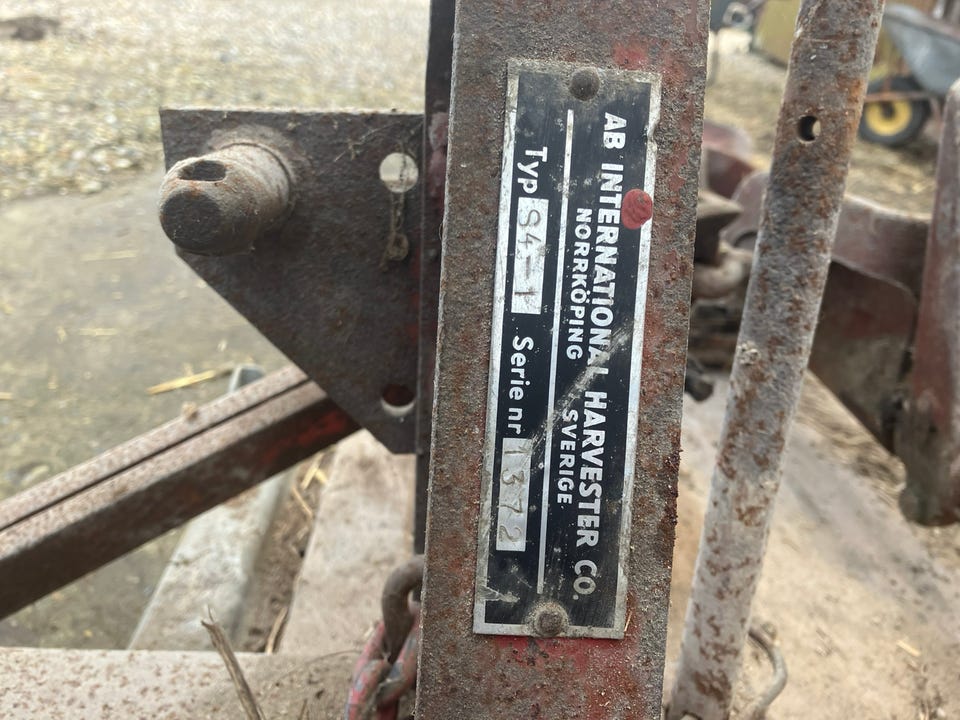 AB INTERNATIONAL HARVESTER CO.
NORRKÖPING SVERIGE
Typ S4-1 Serie nr 1372